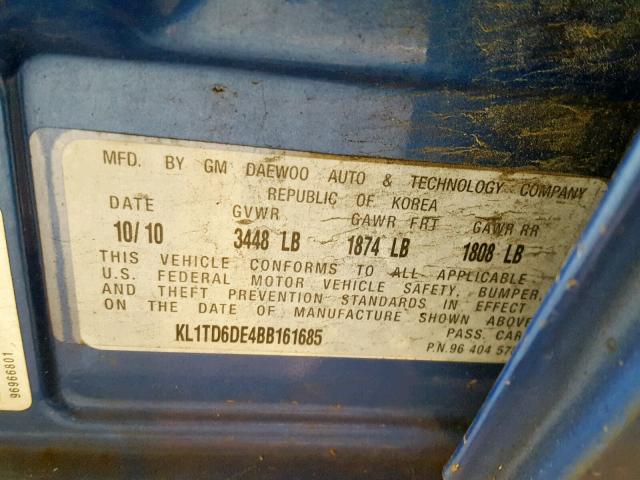 MFD. BY GM DAEWOO AUTO & TECHNOLOGY COMPANY
REPUBLIC OF KOREA
DATE GVWR GAWR FRT GAWR RR
10/10 3448 LB 1874 LB 1808 LB
THIS VEHICLE CONFORMS TO ALL APPLICABLE
U.S. FEDERAL MOTOR VEHICLE SAFETY, BUMPER,
AND THEFT PREVENTION STANDARDS IN EFFECT
ON THE DATE OF MANUFACTURE SHOWN ABOVE
KL1TD6DE4BB161685 PASS. CAR
P.N. 96 404
96966801